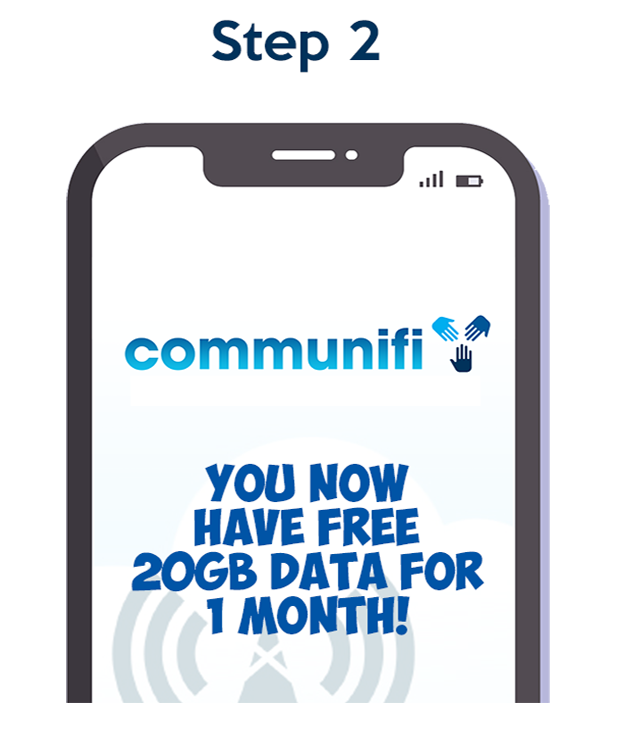 Step 2
communifi
YOU NOW
HAVE FREE
20GB DATA FOR
1 MONTH!